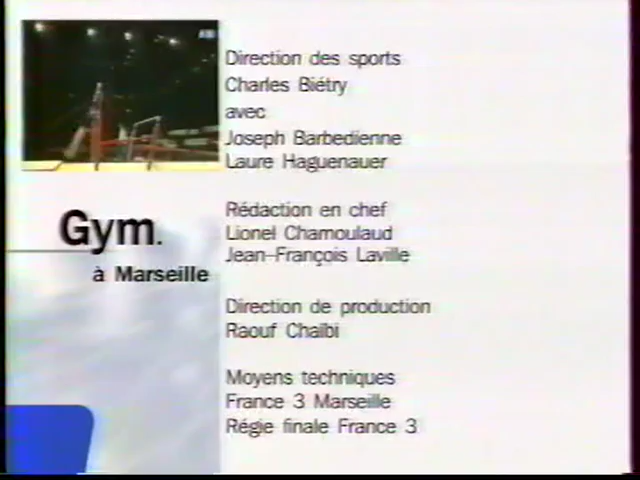 Direction des sports
Charles Biétry
avec
Joseph Barbedienne
Laure Haguenauer
Gym.
à Marseille
Rédaction en chef
Lionel Chamoulaud
Jean-François Laville
Direction de production
Raouf Chaïbi
Moyens techniques
France 3 Marseille
Régie finale France 3